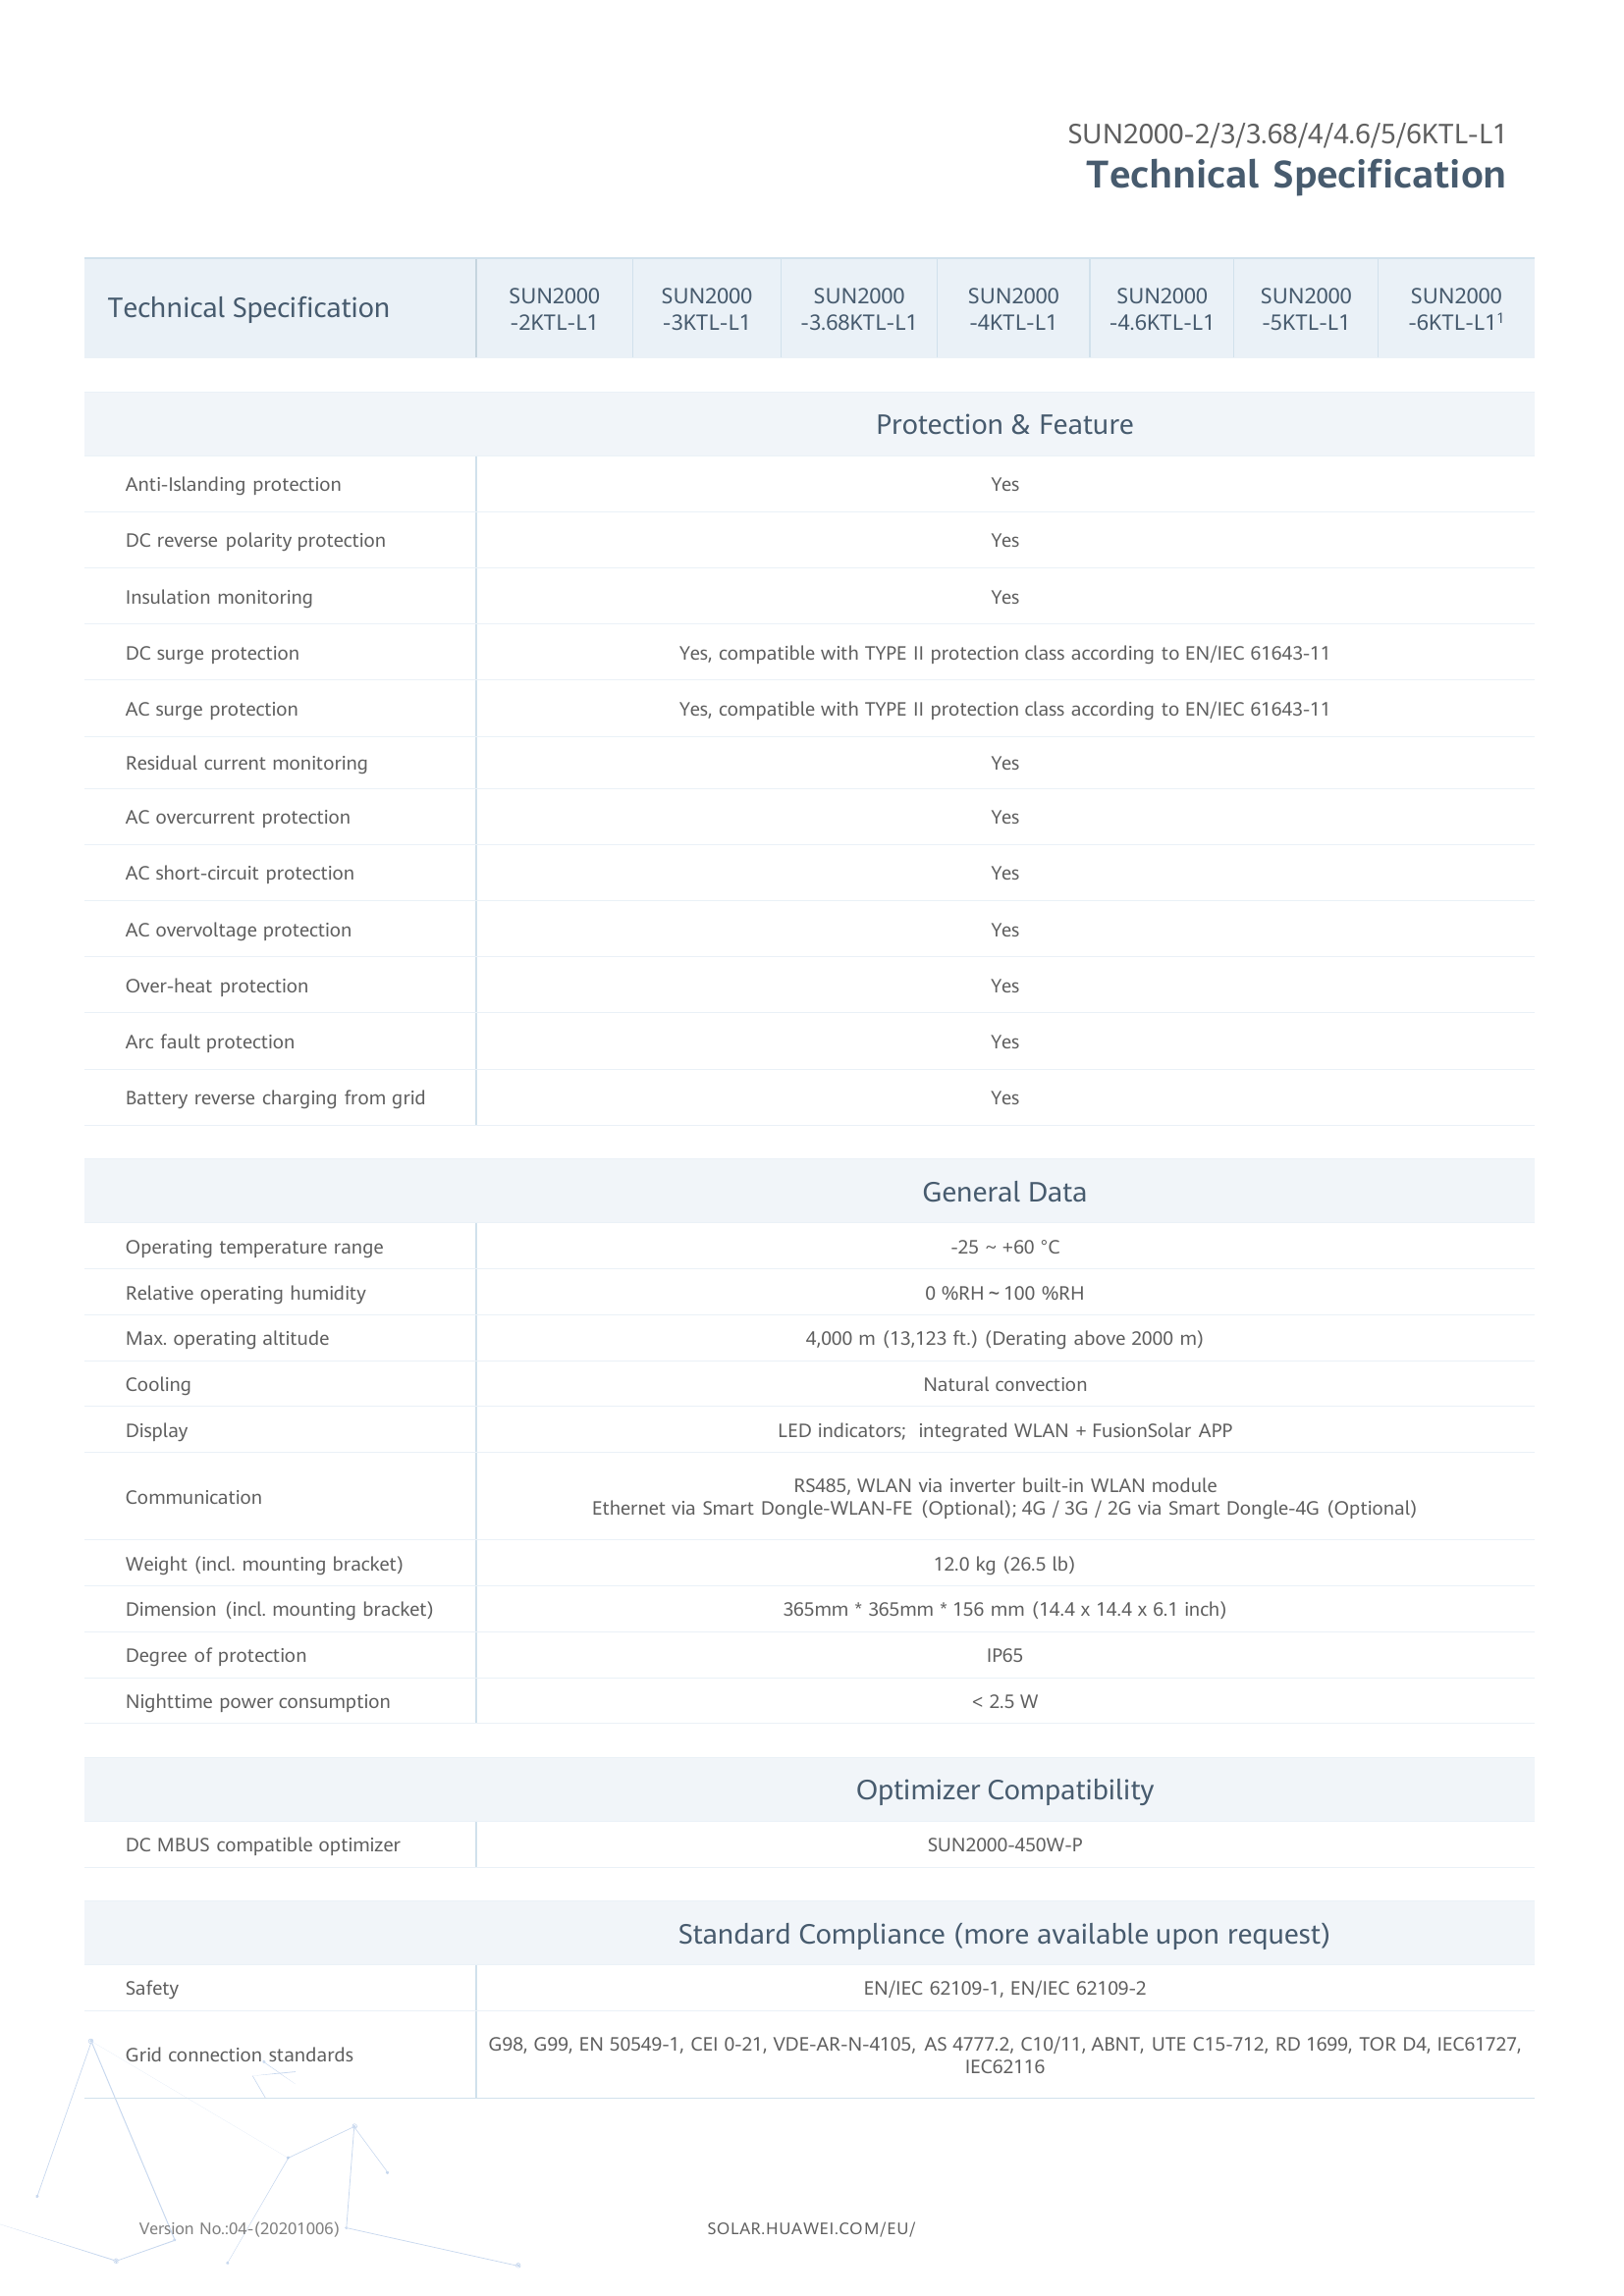 SUN2000-2/3/3.68/4/4.6/5/6KTL-L1
Technical Specification
Technical Specification
SUN2000
-2KTL-L1
SUN2000
-3KTL-L1
SUN2000
-3.68KTL-L1
SUN2000
-4KTL-L1
SUN2000
-4.6KTL-L1
SUN2000
-5KTL-L1
SUN2000
-6KTL-L1¹
Protection & Feature
Anti-Islanding protection Yes
DC reverse polarity protection Yes
Insulation monitoring Yes
DC surge protection Yes, compatible with TYPE II protection class according to EN/IEC 61643-11
AC surge protection Yes, compatible with TYPE II protection class according to EN/IEC 61643-11
Residual current monitoring Yes
AC overcurrent protection Yes
AC short-circuit protection Yes
AC overvoltage protection Yes
Over-heat protection Yes
Arc fault protection Yes
Battery reverse charging from grid Yes
General Data
Operating temperature range -25 ~ +60 °C
Relative operating humidity 0 %RH ~ 100 %RH
Max. operating altitude 4,000 m (13,123 ft.) (Derating above 2000 m)
Cooling Natural convection
Display LED indicators; integrated WLAN + FusionSolar APP
Communication
RS485, WLAN via inverter built-in WLAN module
Ethernet via Smart Dongle-WLAN-FE (Optional); 4G / 3G / 2G via Smart Dongle-4G (Optional)
Weight (incl. mounting bracket) 12.0 kg (26.5 lb)
Dimension (incl. mounting bracket) 365mm * 365mm * 156 mm (14.4 x 14.4 x 6.1 inch)
Degree of protection IP65
Nighttime power consumption < 2.5 W
Optimizer Compatibility
DC MBUS compatible optimizer SUN2000-450W-P
Standard Compliance (more available upon request)
Safety EN/IEC 62109-1, EN/IEC 62109-2
Grid connection standards
G98, G99, EN 50549-1, CEI 0-21, VDE-AR-N-4105, AS 4777.2, C10/11, ABNT, UTE C15-712, RD 1699, TOR D4, IEC61727,
IEC62116
Version No.:04-(20201006) SOLAR.HUAWEI.COM/EU/